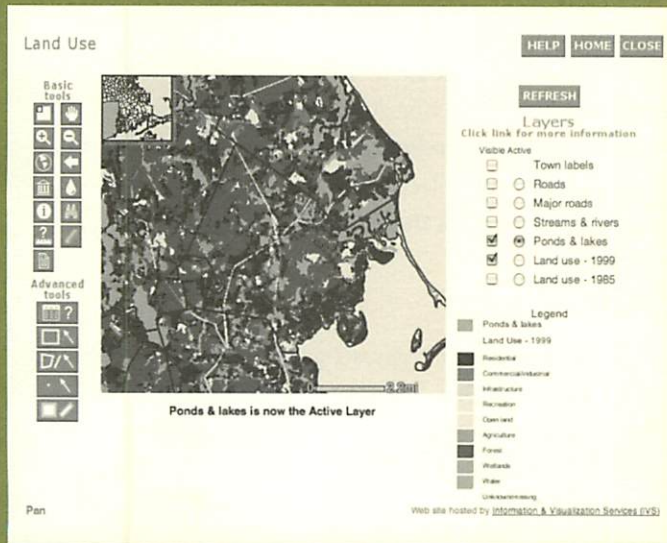 Land Use
HELP HOME CLOSE
Basic
tools
REFRESH
Layers
Click link for more information
Visible Active
Town labels
Roads
Major roads
Streams & rivers
Ponds & lakes
Land use - 1999
Land use - 1985
Advanced
tools
Legend
Ponds & lakes
Land Use - 1999
Residential
Commercial/Industrial
Infrastructure
Recreation
Open land
Agriculture
Forest
Wetlands
Water
Unknown/missing
0 2.2mi
Ponds & lakes is now the Active Layer
Pan
Web site hosted by Information & Visualization Services (IVS)